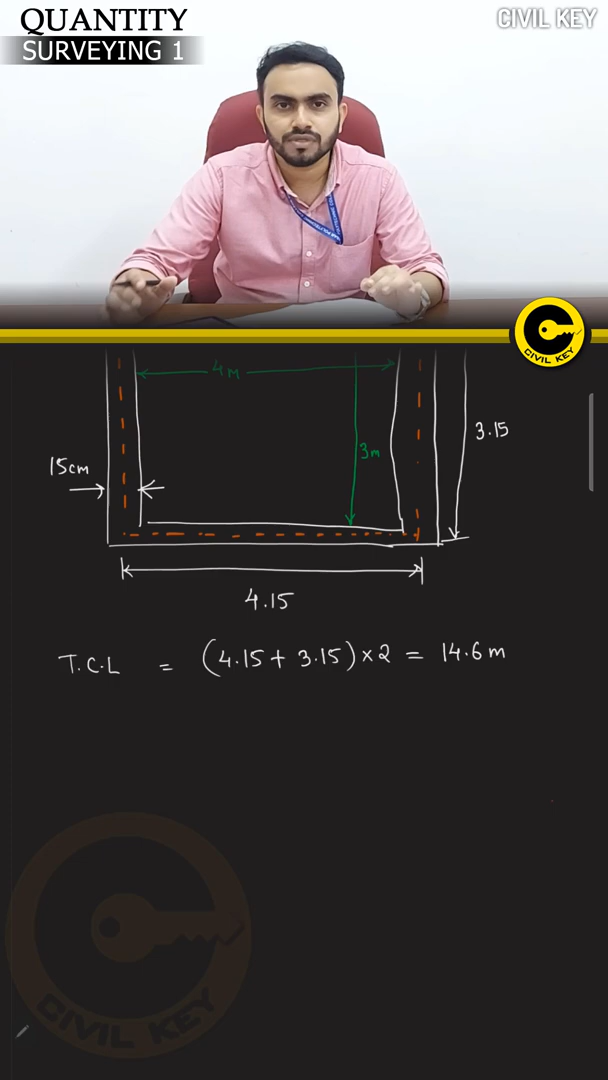 QUANTITY
SURVEYING 1
CIVIL KEY
CIVIL KEY
4M
3m
3.15
15cm
4.15
T.C.L = (4.15 + 3.15) × 2 = 14.6 m
CIVIL KEY